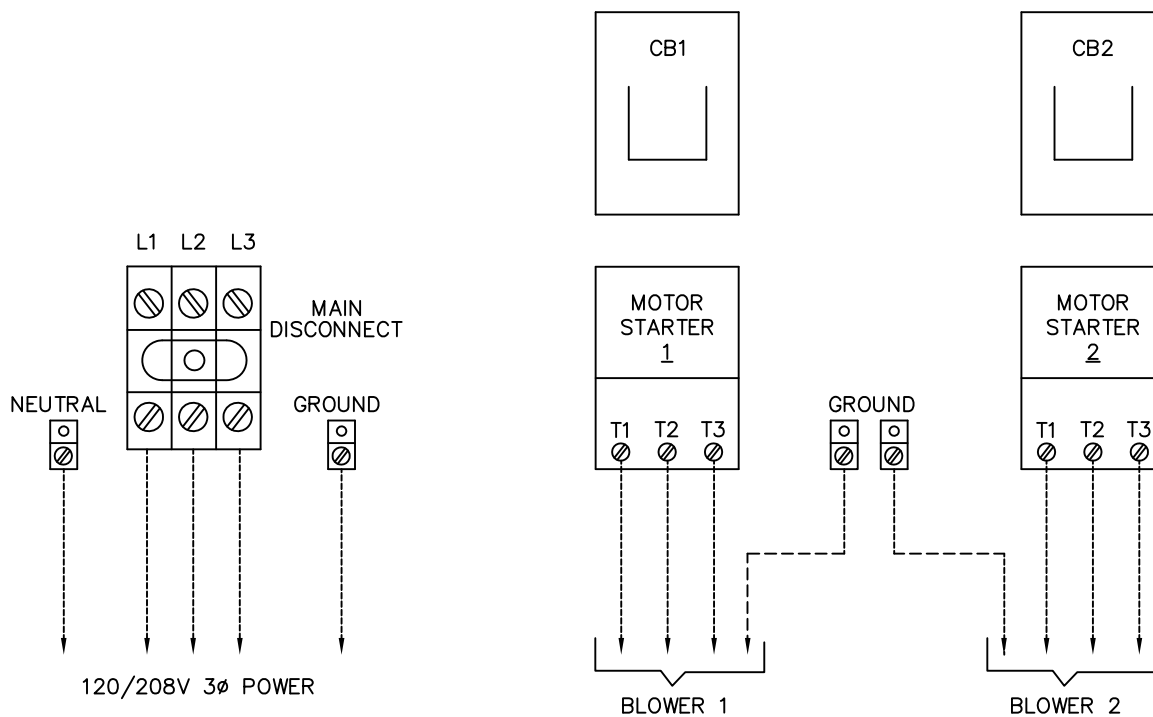 CB1
CB2
L1 L2 L3
MAIN
DISCONNECT
NEUTRAL
GROUND
120/208V 3ø POWER
MOTOR
STARTER
1
T1 T2 T3
GROUND
MOTOR
STARTER
2
T1 T2 T3
BLOWER 1
BLOWER 2